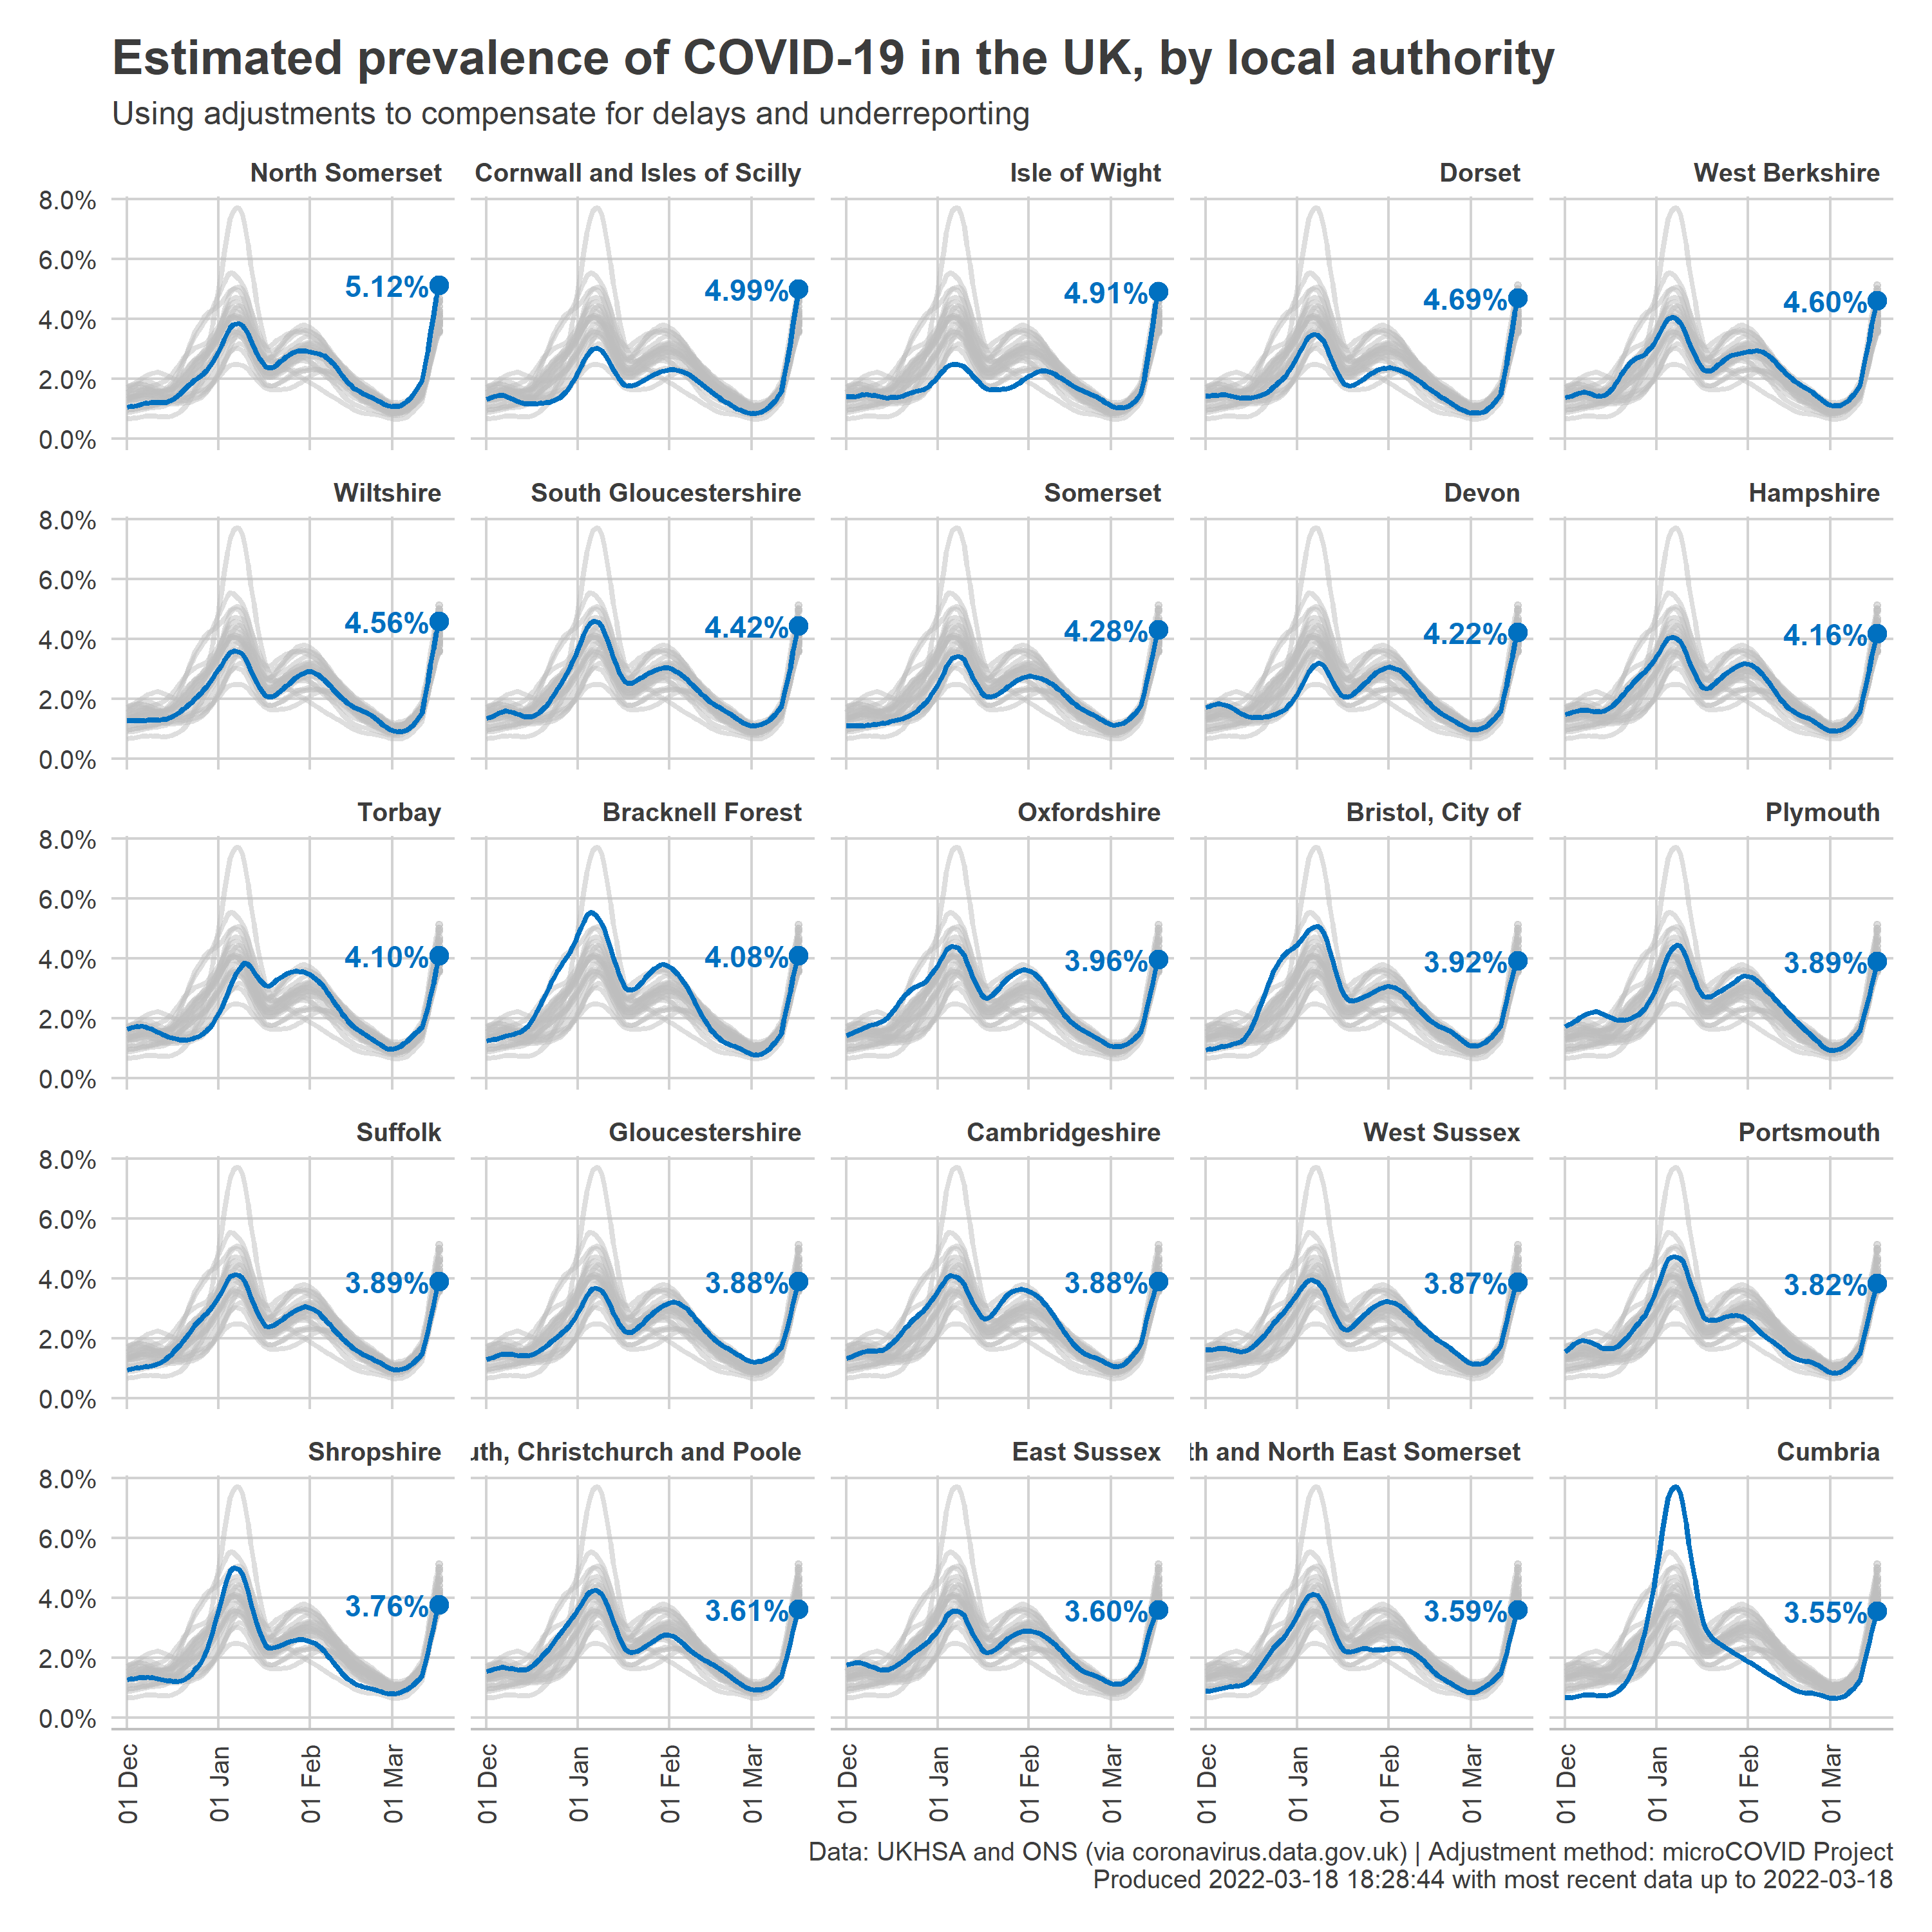 Estimated prevalence of COVID-19 in the UK, by local authority
Using adjustments to compensate for delays and underreporting
North Somerset
Cornwall and Isles of Scilly
Isle of Wight
Dorset
West Berkshire
8.0%
6.0%
4.0%
2.0%
0.0%
5.12%
4.99%
4.91%
4.69%
4.60%
Wiltshire
South Gloucestershire
Somerset
Devon
Hampshire
8.0%
6.0%
4.0%
2.0%
0.0%
4.56%
4.42%
4.28%
4.22%
4.16%
Torbay
Bracknell Forest
Oxfordshire
Bristol, City of
Plymouth
8.0%
6.0%
4.0%
2.0%
0.0%
4.10%
4.08%
3.96%
3.92%
3.89%
Suffolk
Gloucestershire
Cambridgeshire
West Sussex
Portsmouth
8.0%
6.0%
4.0%
2.0%
0.0%
3.89%
3.88%
3.88%
3.87%
3.82%
Shropshire
uth, Christchurch and Poole
East Sussex
th and North East Somerset
Cumbria
8.0%
6.0%
4.0%
2.0%
0.0%
3.76%
3.61%
3.60%
3.59%
3.55%
01 Dec
01 Jan
01 Feb
01 Mar
01 Dec
01 Jan
01 Feb
01 Mar
01 Dec
01 Jan
01 Feb
01 Mar
01 Dec
01 Jan
01 Feb
01 Mar
01 Dec
01 Jan
01 Feb
01 Mar
Data: UKHSA and ONS (via coronavirus.data.gov.uk) | Adjustment method: microCOVID Project
Produced 2022-03-18 18:28:44 with most recent data up to 2022-03-18